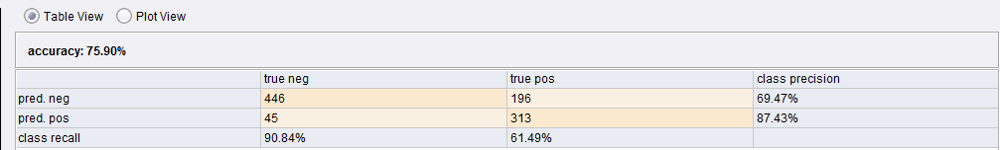 Table View Plot View
accuracy: 75.90%
true neg true pos class precision
pred. neg 446 196 69.47%
pred. pos 45 313 87.43%
class recall 90.84% 61.49%